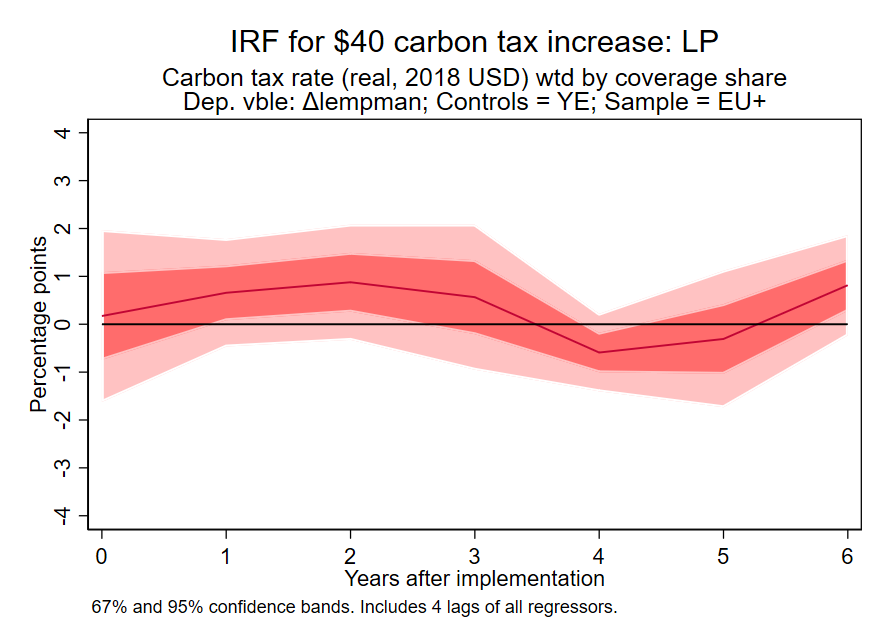 IRF for $40 carbon tax increase: LP
Carbon tax rate (real, 2018 USD) wtd by coverage share
Dep. vble: Δlempman; Controls = YE; Sample = EU+
Percentage points
4
3
2
1
0
-1
-2
-3
-4
0 1 2 3 4 5 6
Years after implementation
67% and 95% confidence bands. Includes 4 lags of all regressors.